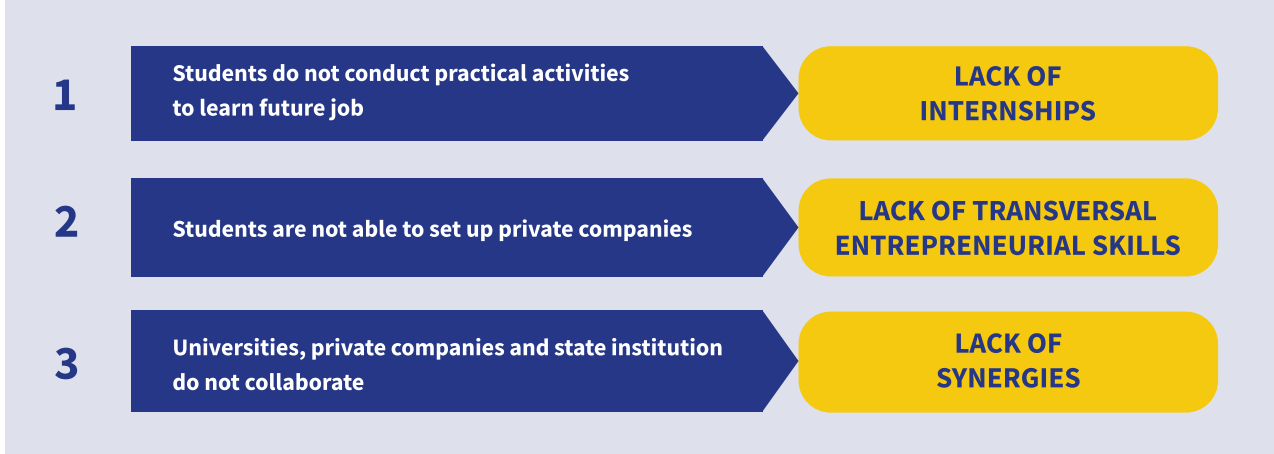 1
Students do not conduct practical activities
to learn future job
LACK OF
INTERNSHIPS
2
Students are not able to set up private companies
LACK OF TRANSVERSAL
ENTREPRENEURIAL SKILLS
3
Universities, private companies and state institution
do not collaborate
LACK OF
SYNERGIES